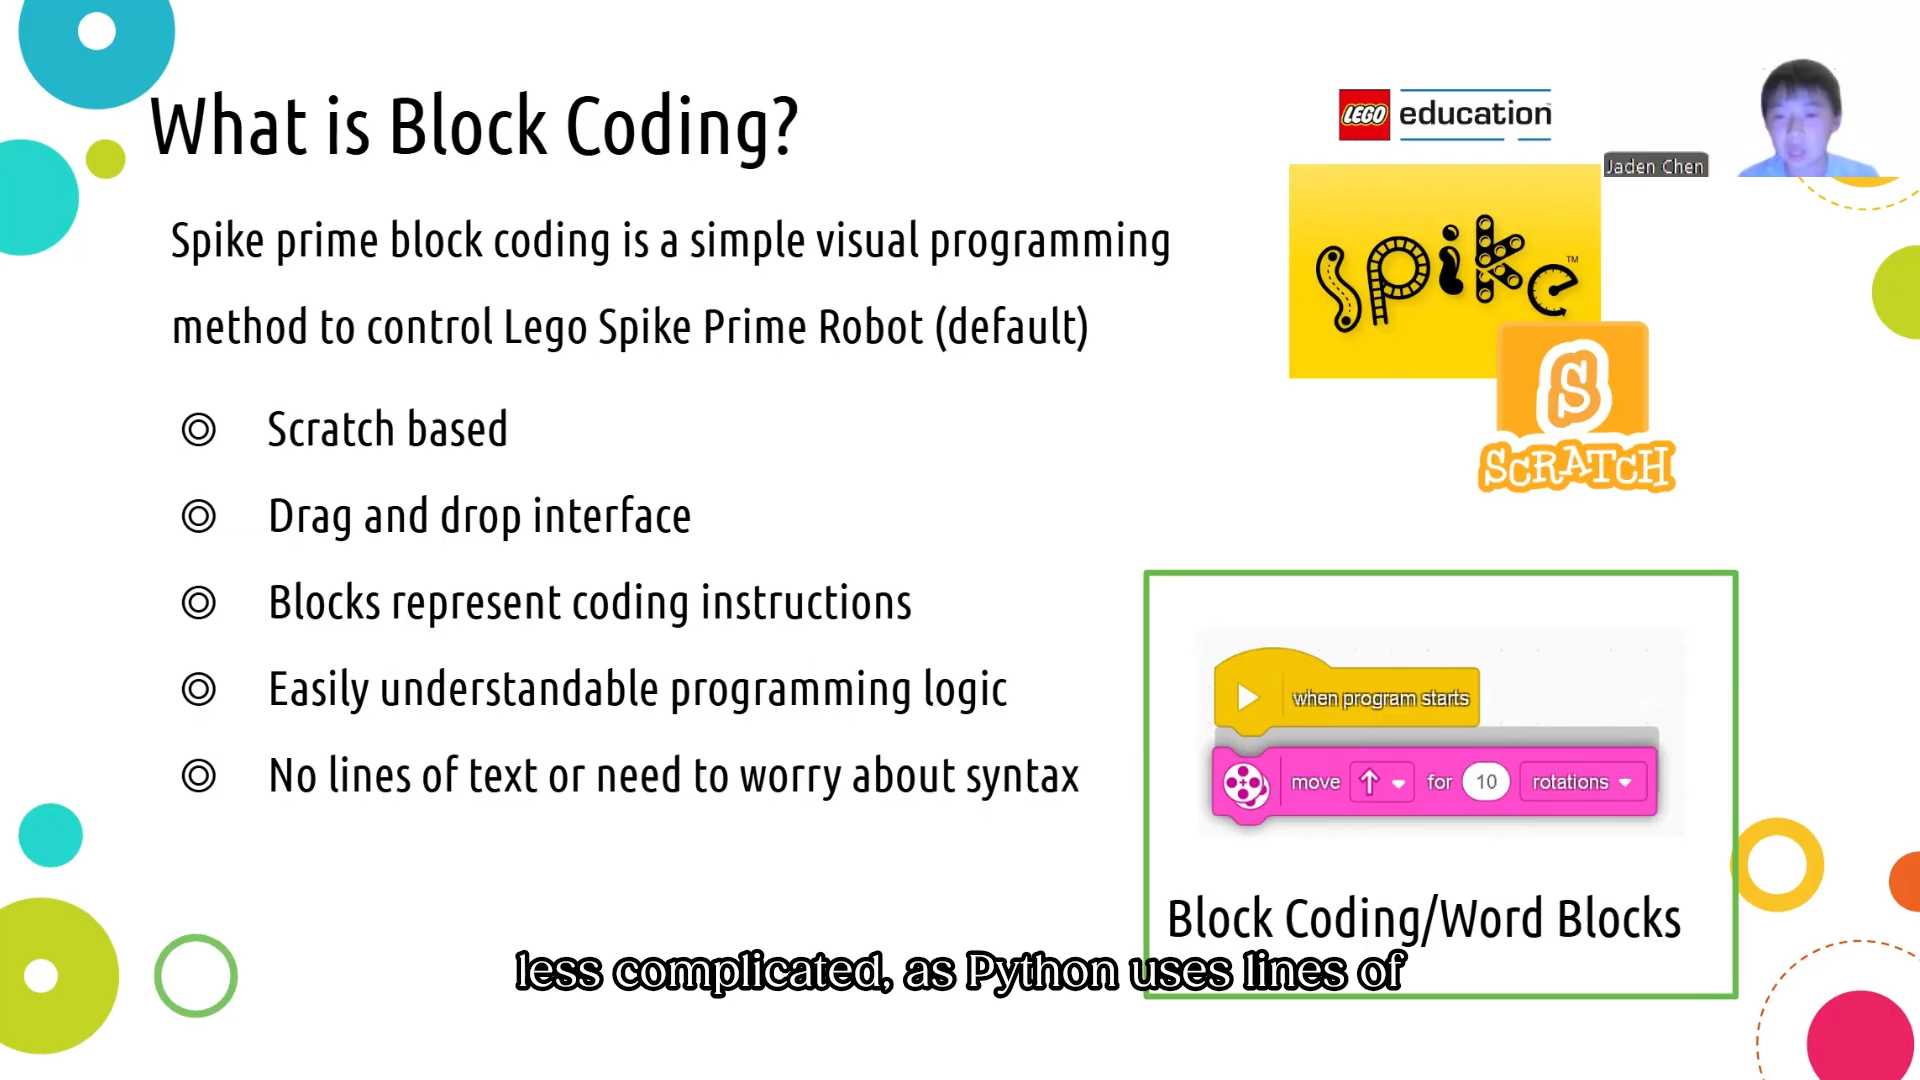 What is Block Coding?
LEGO education
Jaden Chen
Spike prime block coding is a simple visual programming
method to control Lego Spike Prime Robot (default)
spike™
SCRATCH
Scratch based
Drag and drop interface
Blocks represent coding instructions
Easily understandable programming logic
No lines of text or need to worry about syntax
when program starts
move for 10 rotations
Block Coding/Word Blocks
less complicated, as Python uses lines of